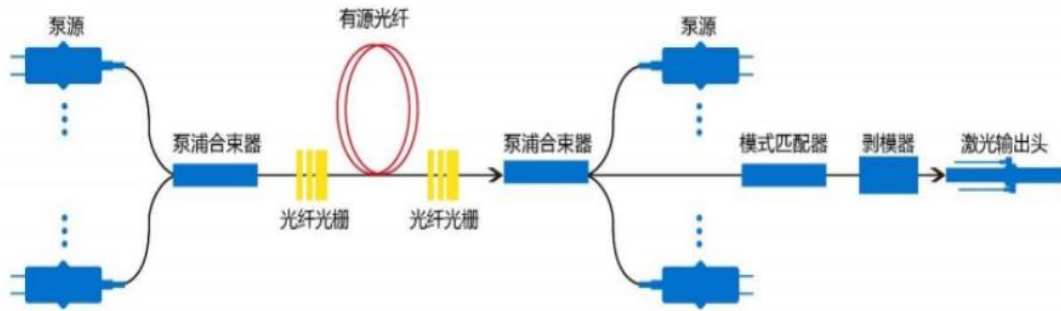 泵源
有源光纤
泵源
泵浦合束器
泵浦合束器
模式匹配器
剥模器
激光输出头
光纤光栅
光纤光栅